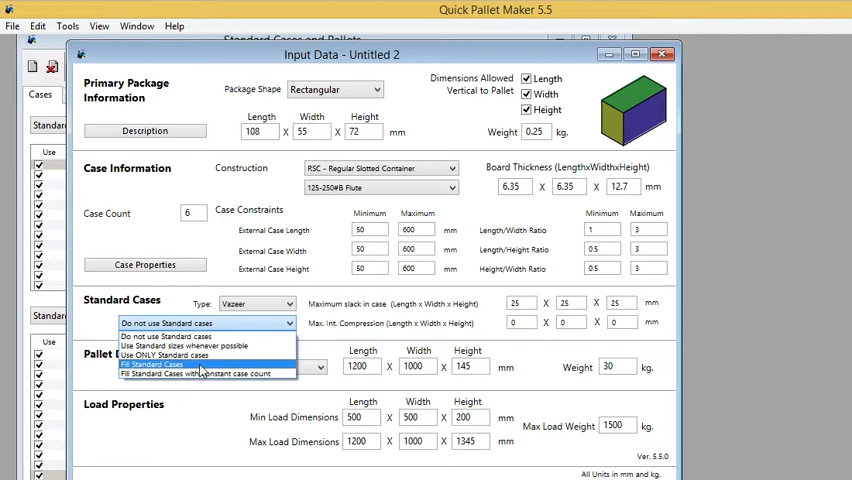 Quick Pallet Maker 5.5
File Edit Tools View Window Help
Standard Cases and Pallets
Input Data - Untitled 2
Cases
Standard
Use
Standard
Use
Primary Package Information
Package Shape Rectangular
Dimensions Allowed Vertical to Pallet
Length
Width
Height
Length Width Height
Description
108 X 55 X 72 mm
Weight 0.25 kg.
Case Information
Construction RSC - Regular Slotted Container
125-250#B Flute
Board Thickness (LengthxWidthxHeight)
6.35 X 6.35 X 12.7 mm
Case Count 6
Case Constraints
Minimum Maximum
Minimum Maximum
External Case Length 50 600 mm
Length/Width Ratio 1 3
External Case Width 50 600 mm
Length/Height Ratio 0.5 3
External Case Height 50 600 mm
Height/Width Ratio 0.5 3
Case Properties
Standard Cases
Type: Vazeer
Maximum slack in case (Length x Width x Height) 25 X 25 X 25 mm
Do not use Standard cases
Max. Int. Compression (Length x Width x Height) 0 X 0 X 0 mm
Do not use Standard cases
Use Standard sizes whenever possible
Use ONLY Standard cases
Fill Standard Cases
Fill Standard Cases with constant case count
Pallet
Length Width Height
1200 X 1000 X 145 mm
Weight 30 kg.
Load Properties
Length Width Height
Min Load Dimensions 500 X 500 X 200 mm
Max Load Dimensions 1200 X 1000 X 1345 mm
Max Load Weight 1500 kg.
Ver. 5.5.0
All Units in mm and kg.